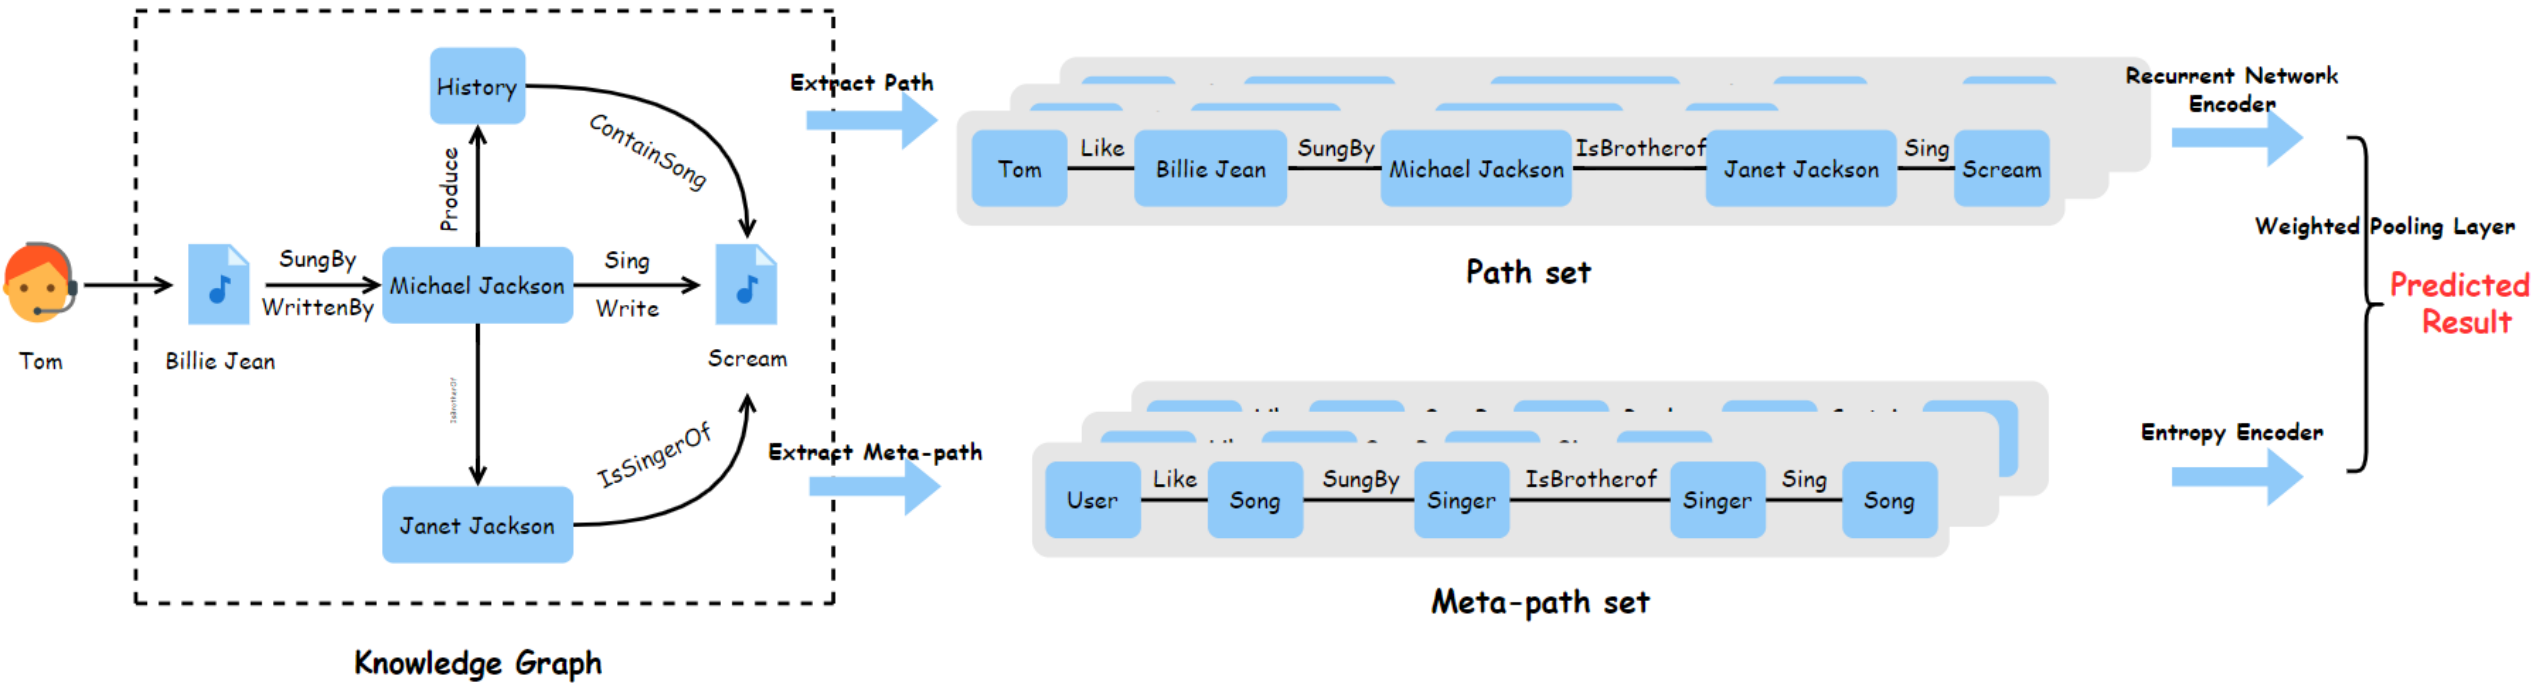 History
ContainSong
Produce
SungBy
WrittenBy
Michael Jackson
Sing
Write
Tom
Billie Jean
Scream
IsBrotherOf
IsSingerOf
Janet Jackson
Knowledge Graph
Extract Path
Tom Like Billie Jean SungBy Michael Jackson IsBrotherof Janet Jackson Sing Scream
Path set
Extract Meta-path
User Like Song SungBy Singer IsBrotherof Singer Sing Song
Meta-path set
Recurrent Network
Encoder
Weighted Pooling Layer
Predicted
Result
Entropy Encoder